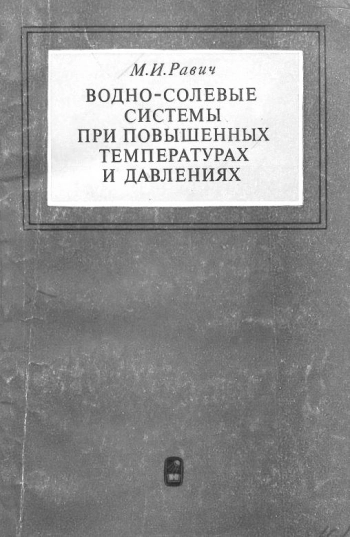 М.И.Равич
ВОДНО-СОЛЕВЫЕ
СИСТЕМЫ
ПРИ ПОВЫШЕННЫХ
ТЕМПЕРАТУРАХ
И ДАВЛЕНИЯХ